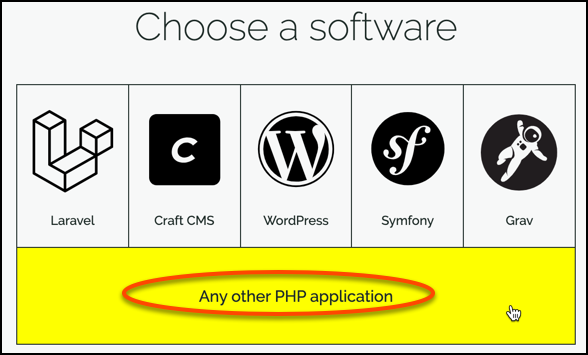 Choose a software
Laravel
Craft CMS
WordPress
Symfony
Grav
Any other PHP application